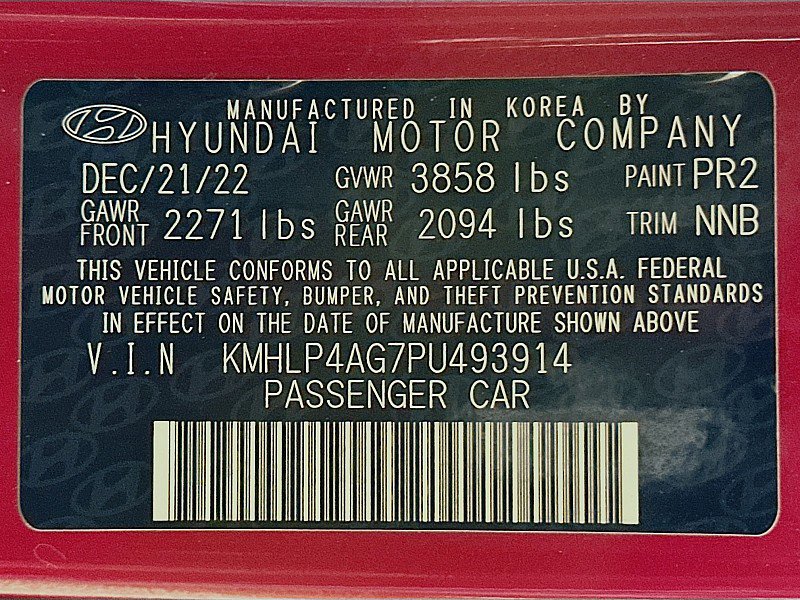 MANUFACTURED IN KOREA BY
HYUNDAI MOTOR COMPANY
DEC/21/22 GVWR 3858 lbs PAINT PR2
GAWR FRONT 2271 lbs GAWR REAR 2094 lbs TRIM NNB
THIS VEHICLE CONFORMS TO ALL APPLICABLE U.S.A. FEDERAL
MOTOR VEHICLE SAFETY, BUMPER, AND THEFT PREVENTION STANDARDS
IN EFFECT ON THE DATE OF MANUFACTURE SHOWN ABOVE
V.I.N KMHLP4AG7PU493914
PASSENGER CAR